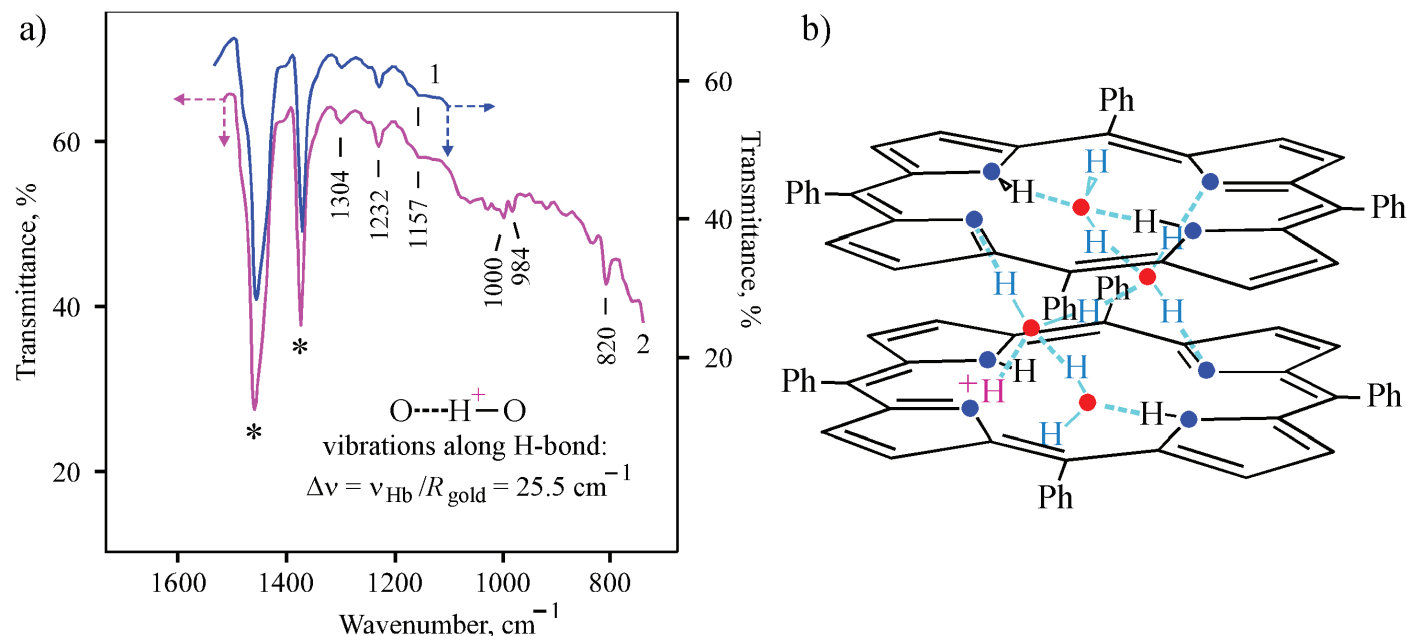 a)
b)
1
60
40
20
Transmittance, %
60
40
20
Transmittance, %
1304
1232
1157
1000
984
820
2
*
*
+
O H O
vibrations along H-bond:
Δν = νHb /Rgold = 25.5 cm−1
1600
1400
1200
1000
800
Wavenumber, cm−1
Ph
H
H
Ph
H
H
H
Ph
H
Ph
Ph
H
H
H
Ph
H
+
H
H
Ph
H
H
Ph